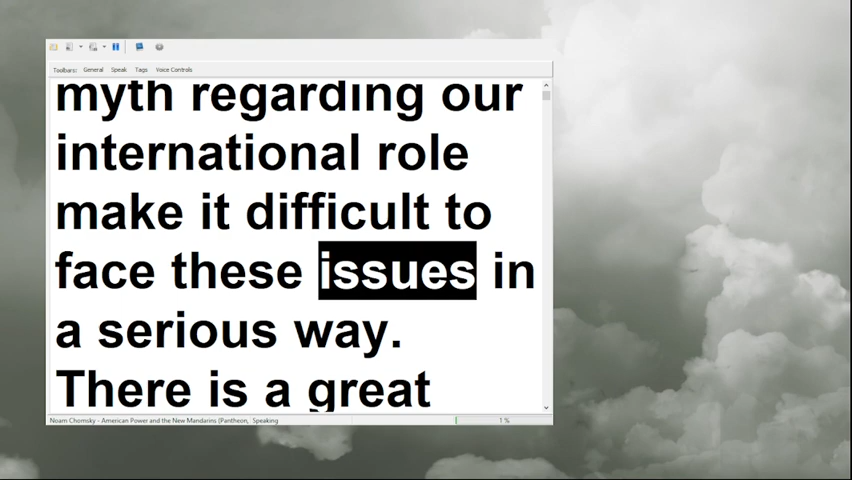 Toolbars: General Speak Tags Voice Controls
myth regarding our
international role
make it difficult to
face these issues in
a serious way.
There is a great
Noam Chomsky - American Power and the New Mandarins (Pantheon, Speaking 1 %